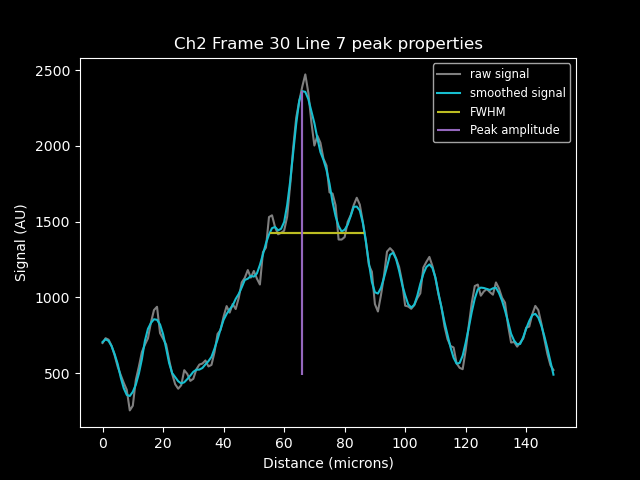 Ch2 Frame 30 Line 7 peak properties
raw signal
smoothed signal
FWHM
Peak amplitude
Signal (AU)
2500
2000
1500
1000
500
0 20 40 60 80 100 120 140
Distance (microns)